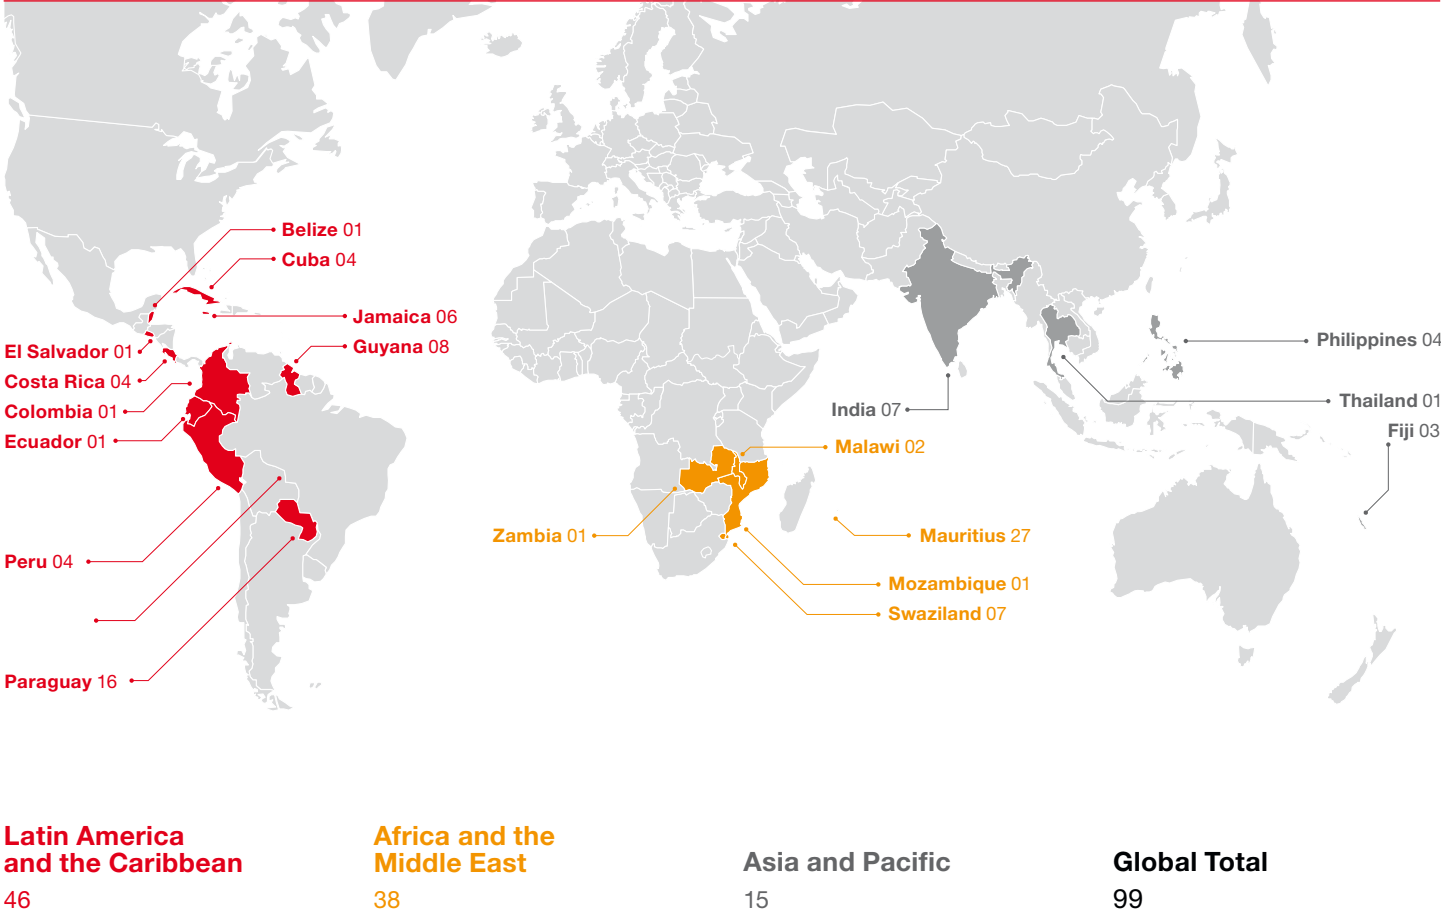 Belize 01
Cuba 04
Jamaica 06
Guyana 08
El Salvador 01
Costa Rica 04
Colombia 01
Ecuador 01
Peru 04
Paraguay 16
India 07
Malawi 02
Zambia 01
Mauritius 27
Mozambique 01
Swaziland 07
Philippines 04
Thailand 01
Fiji 03
Latin America
and the Caribbean
46
Africa and the
Middle East
38
Asia and Pacific
15
Global Total
99